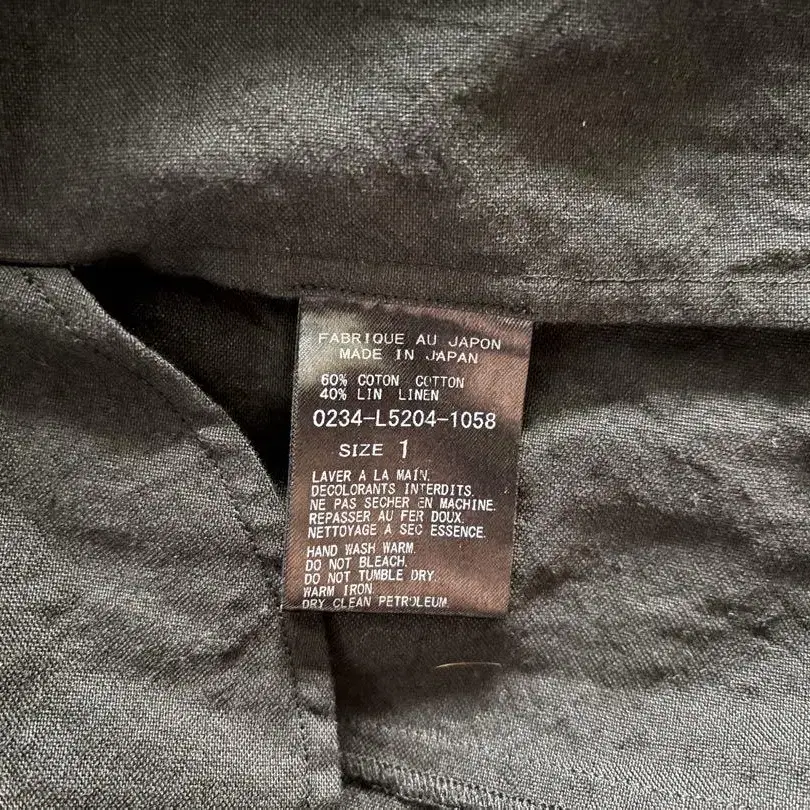 FABRIQUE AU JAPON
MADE IN JAPAN
60% COTON COTTON
40% LIN LINEN
0234-L5204-1058
SIZE 1
LAVER A LA MAIN.
DECOLORANTS INTERDITS.
NE PAS SECHER EN MACHINE.
REPASSER AU FER DOUX.
NETTOYAGE A SEC ESSENCE.
HAND WASH WARM.
DO NOT BLEACH.
DO NOT TUMBLE DRY.
WARM IRON.
DRY CLEAN PETROLEUM.